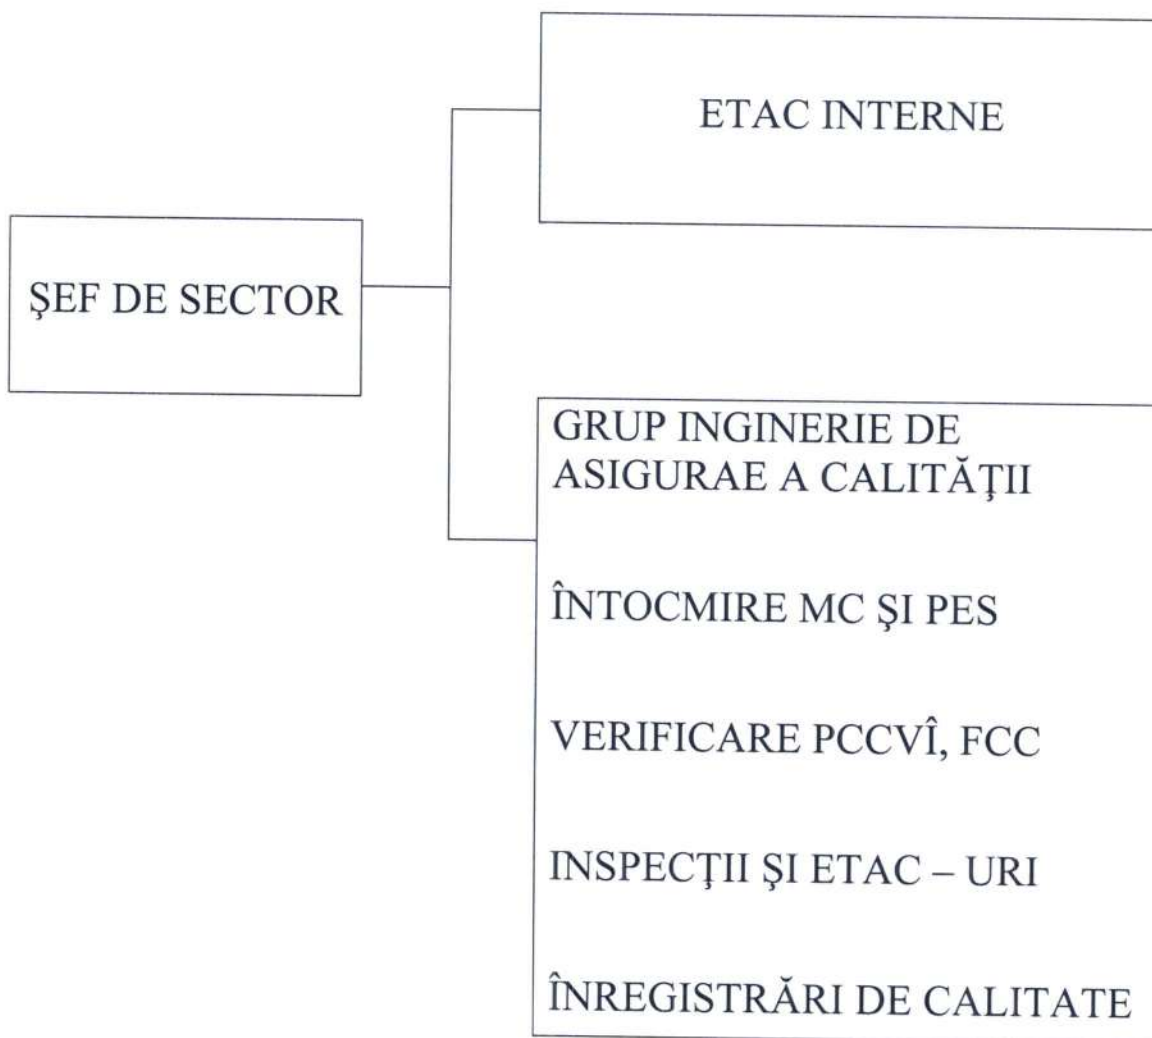 ETAC INTERNE
ŞEF DE SECTOR
GRUP INGINERIE DE
ASIGURAE A CALITĂŢII
ÎNTOCMIRE MC ŞI PES
VERIFICARE PCCVÎ, FCC
INSPECŢII ŞI ETAC – URI
ÎNREGISTRĂRI DE CALITATE